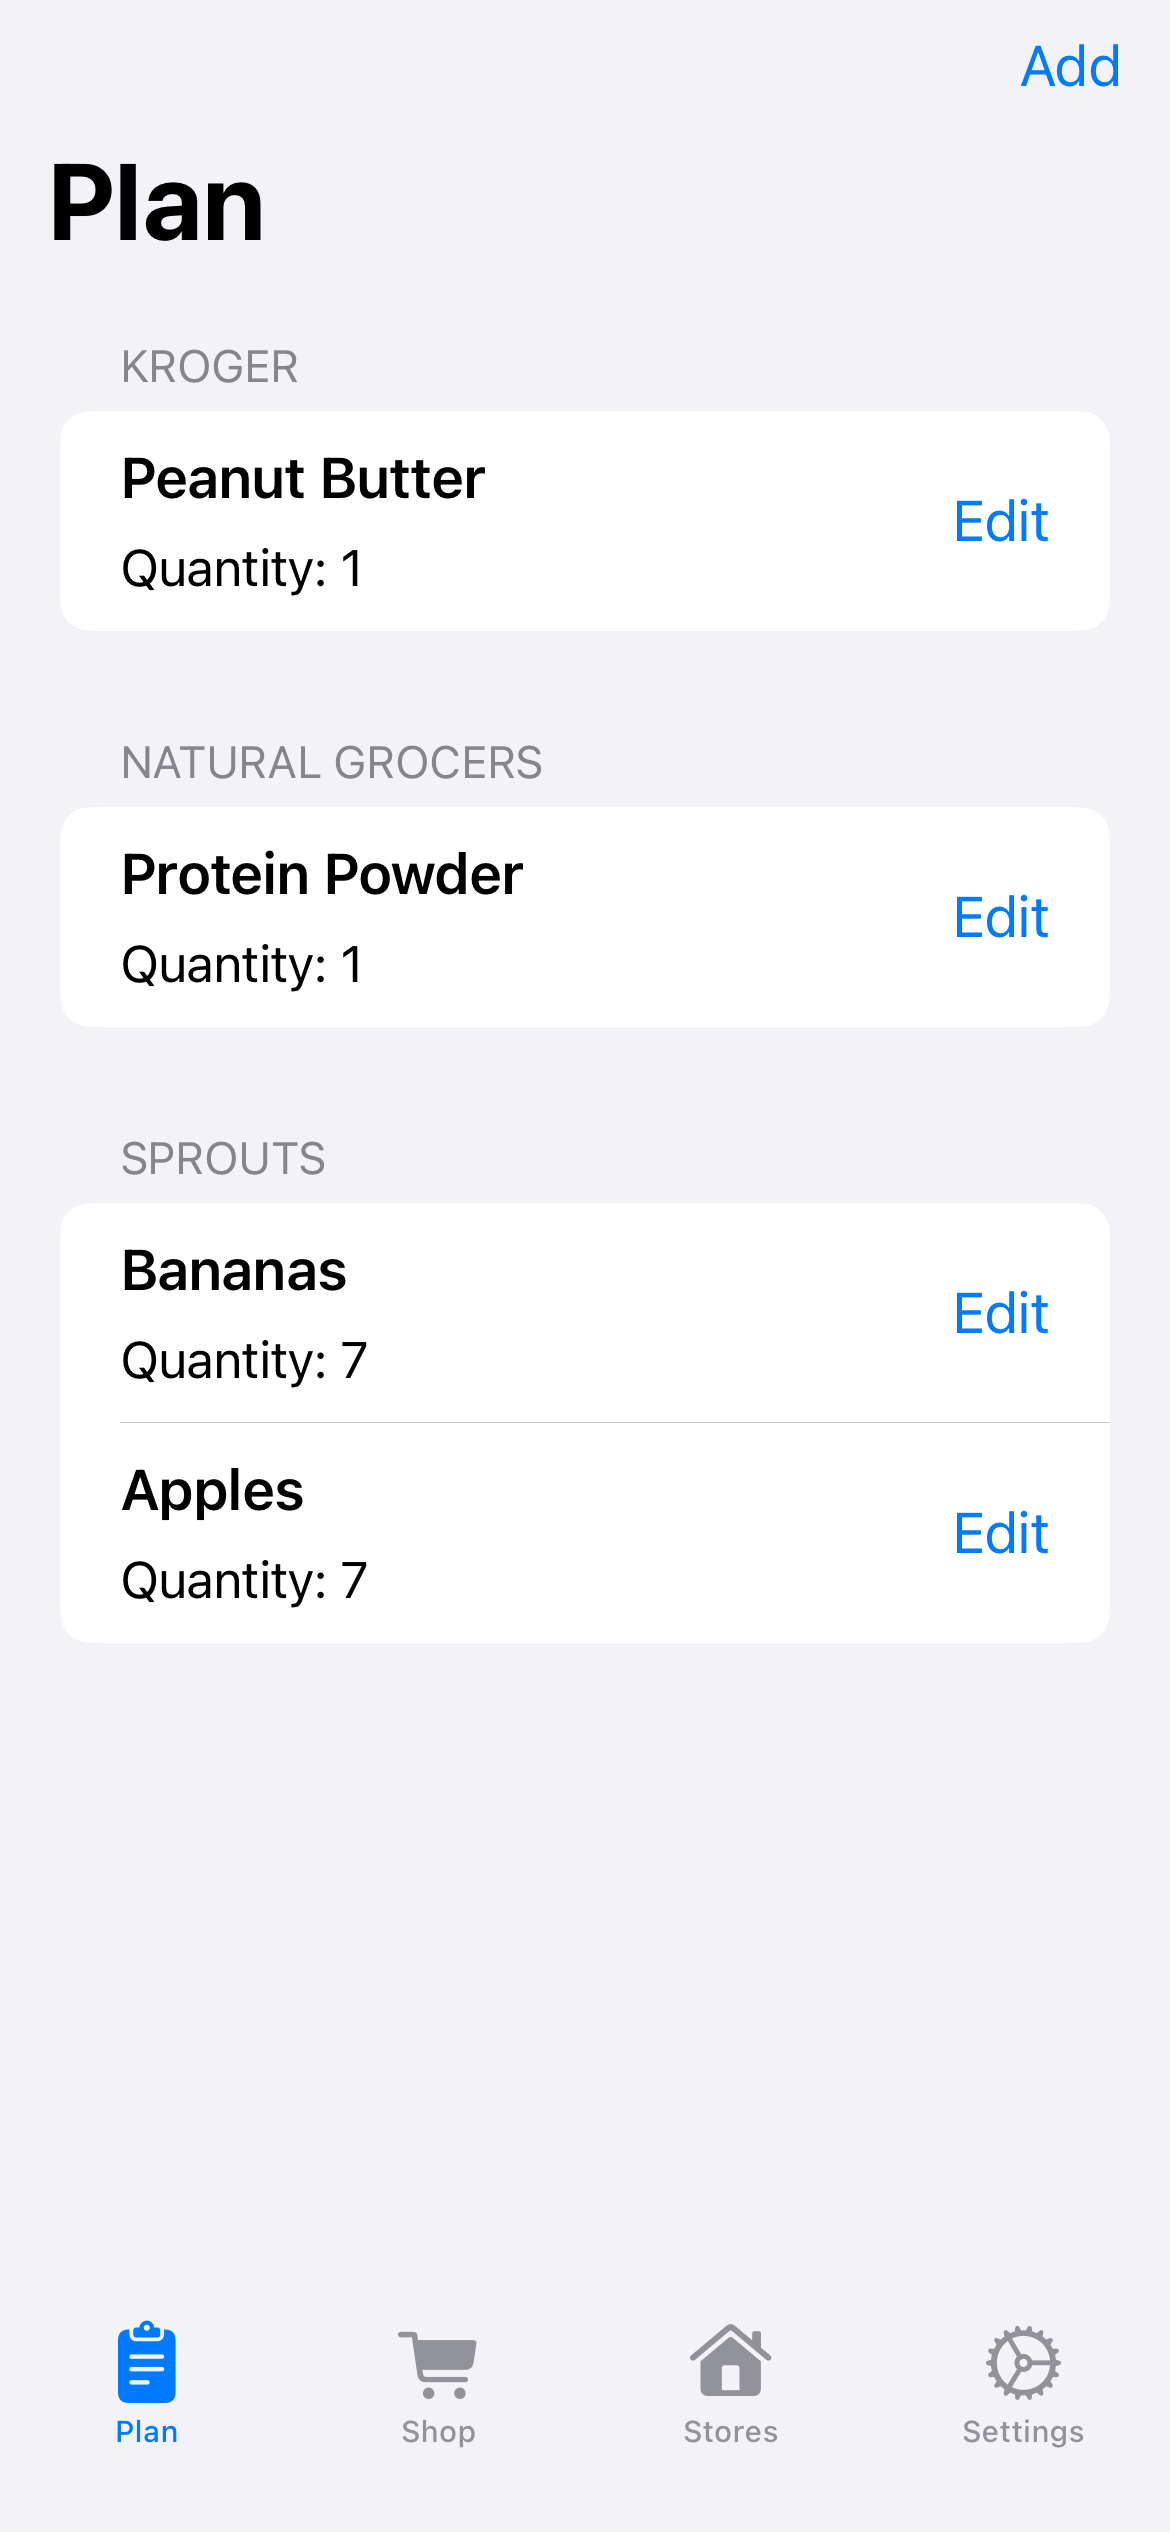 Add
Plan
KROGER
Peanut Butter
Edit
Quantity: 1
NATURAL GROCERS
Protein Powder
Edit
Quantity: 1
SPROUTS
Bananas
Edit
Quantity: 7
Apples
Edit
Quantity: 7
Plan Shop Stores Settings